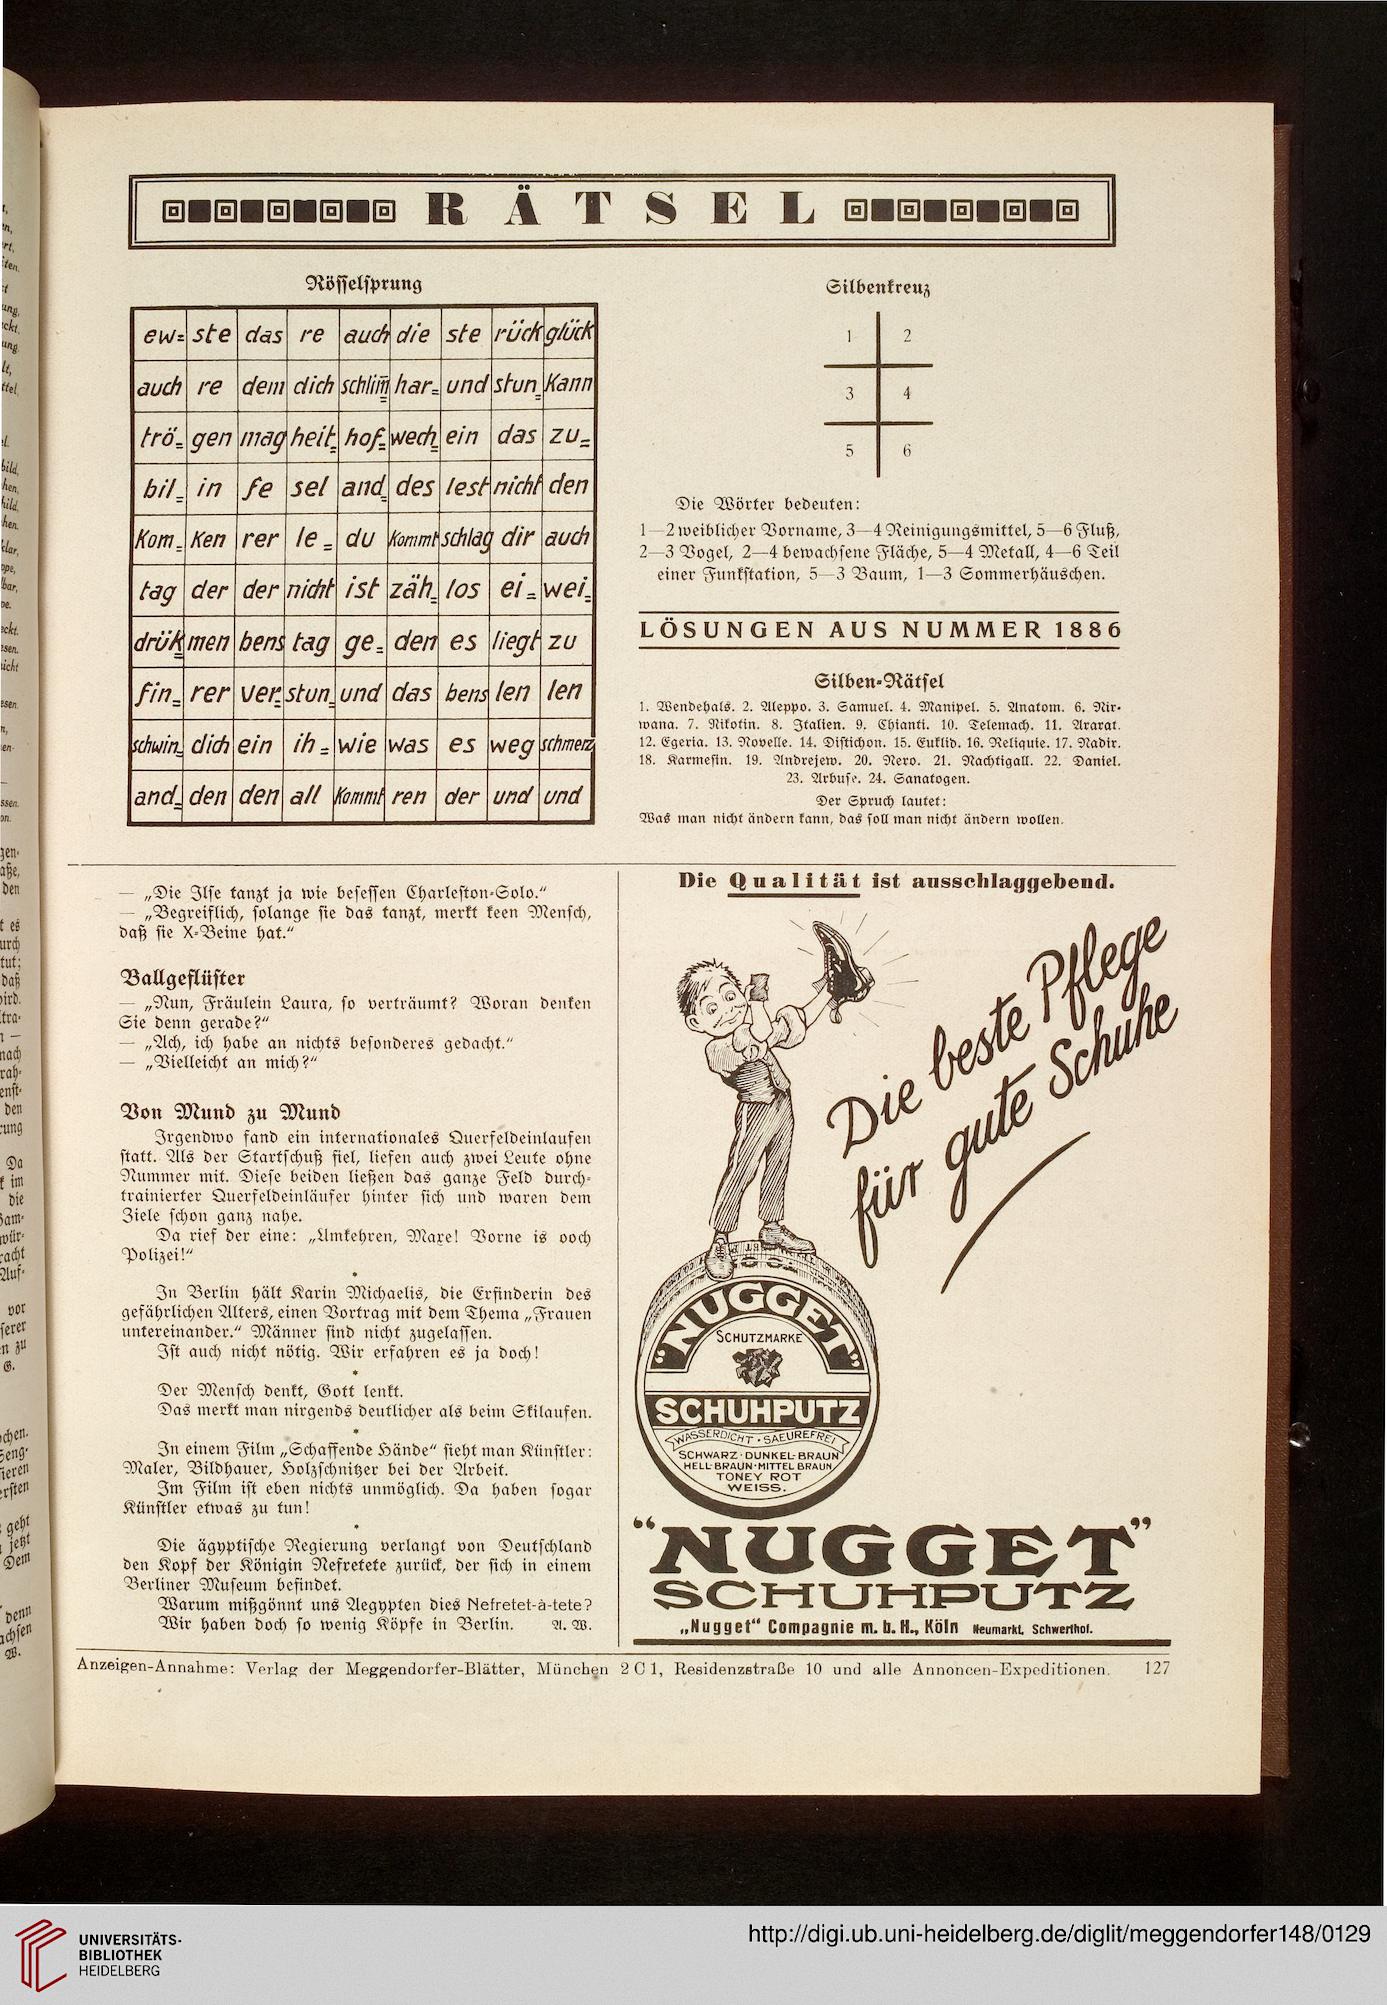 RÄTSEL
Rösselsprung
ew= ste das re auch die ste rück glück
auch re dem dich schlim= har= und stun= kann
trö= gen mag heit= hof= wech= ein das zu=
bil= in fe sel and= des lest nicht den
kom= ken rer le= du kommt schlag dir auch
tag der der nicht ist zäh= los ei= wei=
drük= men bens tag ge= den es liegt zu
fin= rer ver= stun= und das bens len len
schwin= dich ein ih= wie was es weg schmerz
and= den den all kommt ren der und und
Silbenkreuz
1 2
3 4
5 6
Die Wörter bedeuten:
1—2 weiblicher Vorname, 3—4 Reinigungsmittel, 5—6 Fluß,
2—3 Vogel, 2—4 bewachsene Fläche, 5—4 Metall, 4—6 Teil
einer Funkstation, 5—3 Baum, 1—3 Sommerhäuschen.
LÖSUNGEN AUS NUMMER 1886
Silben-Rätsel
1. Wendehals. 2. Aleppo. 3. Samuel. 4. Manipel. 5. Anatom. 6. Nir-
wana. 7. Nikotin. 8. Italien. 9. Chianti. 10. Telemach. 11. Ararat.
12. Egeria. 13. Novelle. 14. Distichon. 15. Euklid. 16. Reliquie. 17. Nadir.
18. Karmesin. 19. Andrejew. 20. Nero. 21. Nachtigall. 22. Daniel.
23. Arbuse. 24. Sanatogen.
Der Spruch lautet:
Was man nicht ändern kann, das soll man nicht ändern wollen.
— „Die Ilse tanzt ja wie besessen Charleston-Solo.“
— „Begreiflich, solange sie das tanzt, merkt keen Mensch,
daß sie X-Beine hat.“
Ballgeflüster
— „Nun, Fräulein Laura, so verträumt? Woran denken
Sie denn gerade?“
— „Ach, ich habe an nichts besonderes gedacht.“
— „Vielleicht an mich?“
Von Mund zu Mund
Irgendwo fand ein internationales Querfeldeinlaufen
statt. Als der Startschuß fiel, liefen auch zwei Leute ohne
Nummer mit. Diese beiden ließen das ganze Feld durch-
trainierter Querfeldeinläufer hinter sich und waren dem
Ziele schon ganz nahe.
Da rief der eine: „Umkehren, Maxe! Vorne is ooch
Polizei!“
*
In Berlin hält Karin Michaelis, die Erfinderin des
gefährlichen Alters, einen Vortrag mit dem Thema „Frauen
untereinander.“ Männer sind nicht zugelassen.
Ist auch nicht nötig. Wir erfahren es ja doch!
*
Der Mensch denkt, Gott lenkt.
Das merkt man nirgends deutlicher als beim Skilaufen.
*
In einem Film „Schaffende Hände“ sieht man Künstler:
Maler, Bildhauer, Holzschnitzer bei der Arbeit.
Im Film ist eben nichts unmöglich. Da haben sogar
Künstler etwas zu tun!
*
Die ägyptische Regierung verlangt von Deutschland
den Kopf der Königin Nefretete zurück, der sich in einem
Berliner Museum befindet.
Warum mißgönnt uns Aegypten dies Nefretet-à-tete?
Wir haben doch so wenig Köpfe in Berlin. A. W.
Die Qualität ist ausschlaggebend.
Die beste Pflege
für gute Schuhe
"NUGGET"
SCHUTZMARKE
SCHUHPUTZ
WASSERDICHT · SAEUREFREI
SCHWARZ · DUNKEL-BRAUN
HELL-BRAUN · MITTEL BRAUN
TONEY ROT
WEISS.
“NUGGET”
SCHUHPUTZ
„Nugget“ Compagnie m. b. H., Köln Neumarkt, Schwerthof.
Anzeigen-Annahme: Verlag der Meggendorfer-Blätter, München 2 C 1, Residenzstraße 10 und alle Annoncen-Expeditionen. 127
UNIVERSITÄTS-
BIBLIOTHEK
HEIDELBERG
http://digi.ub.uni-heidelberg.de/diglit/meggendorfer148/0129